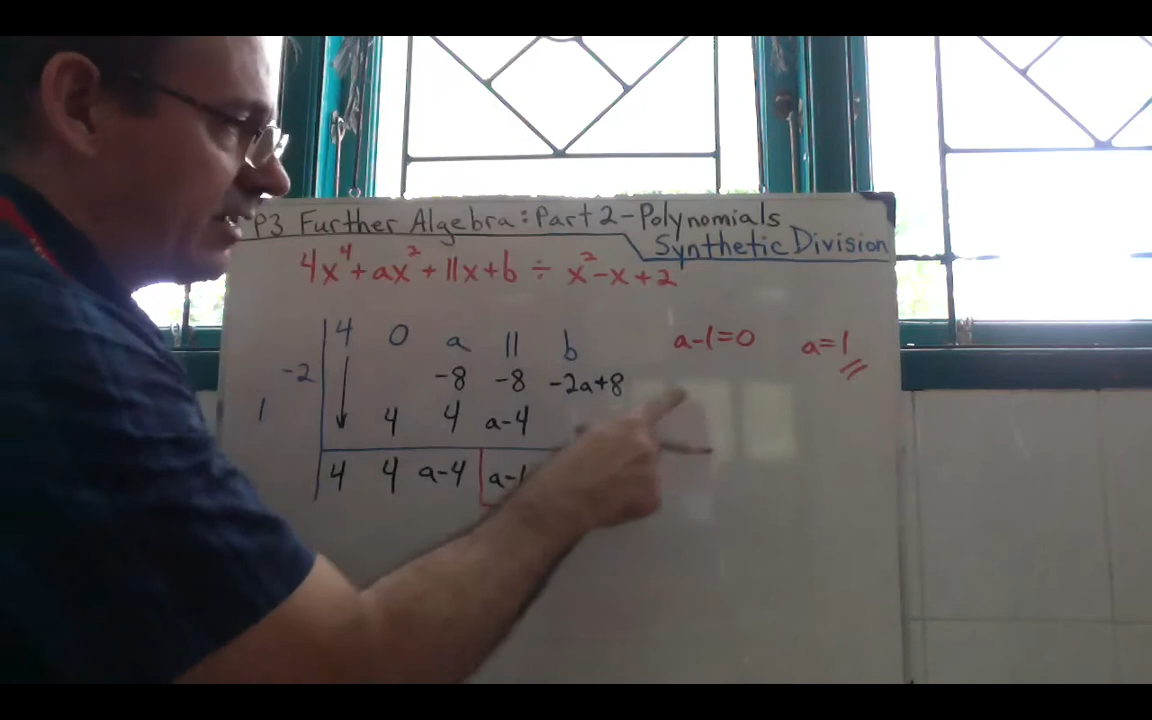 P3 Further Algebra: Part 2 - Polynomials
Synthetic Division
4x⁴+ax²+11x+b ÷ x²-x+2
4 0 a 11 b a-1=0 a=1
-2 -8 -8 -2a+8
1 4 4 a-4
4 4 a-4 a-1